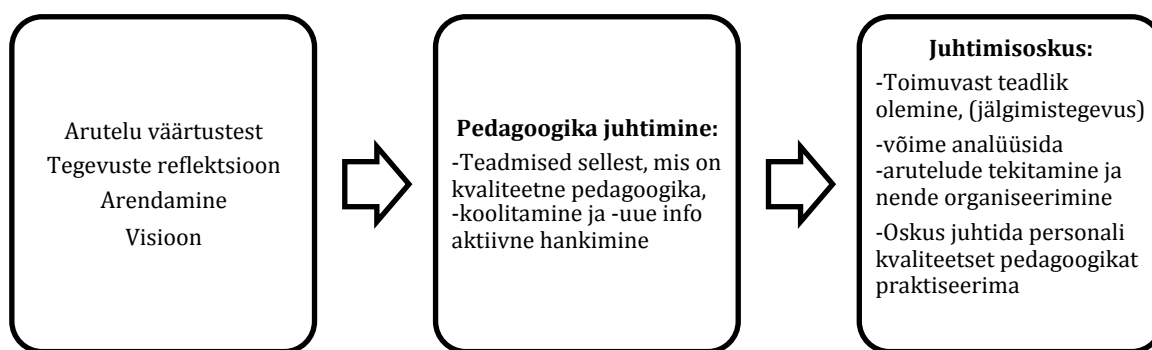 Arutelu väärtustest
Tegevuste reflektsioon
Arendamine
Visioon
Pedagoogika juhtimine:
-Teadmised sellest, mis on
kvaliteetne pedagoogika,
-koolitamine ja -uue info
aktiivne hankimine
Juhtimisoskus:
-Toimuvast teadlik
olemine, (jälgimistegevus)
-võime analüüsida
-arutelude tekitamine ja
nende organiseerimine
-Oskus juhtida personali
kvaliteetset pedagoogikat
praktiseerima